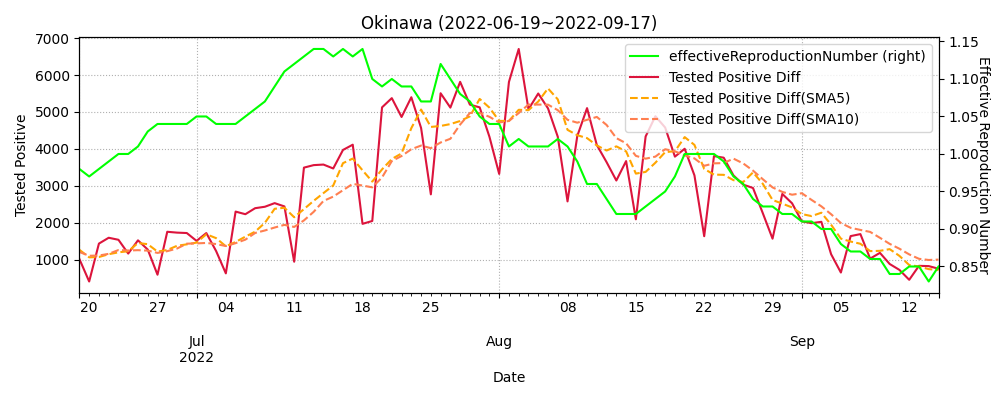 Okinawa (2022-06-19~2022-09-17)
7000
6000
5000
4000
3000
2000
1000
Tested Positive
1.15
1.10
1.05
1.00
0.95
0.90
0.85
Effective Reproduction Number
effectiveReproductionNumber (right)
Tested Positive Diff
Tested Positive Diff(SMA5)
Tested Positive Diff(SMA10)
20 27 04 11 18 25 08 15 22 29 05 12
Jul Aug Sep
2022
Date